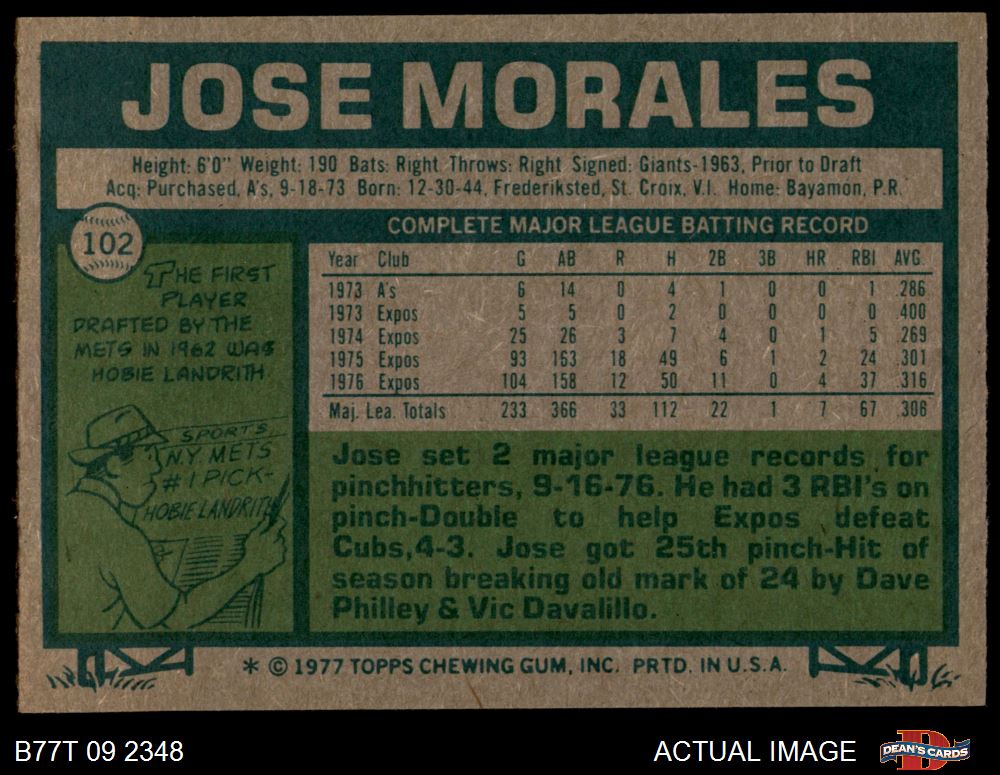 JOSE MORALES
Height: 6'0" Weight: 190 Bats: Right Throws: Right Signed: Giants-1963, Prior to Draft
Acq: Purchased, A's, 9-18-73 Born: 12-30-44, Frederiksted, St. Croix, V.I. Home: Bayamon, P.R.
102
THE FIRST
PLAYER
DRAFTED BY THE
METS IN 1962 WAS
HOBIE LANDRITH
SPORTS
N.Y. METS
#1 PICK-
HOBIE LANDRITH
COMPLETE MAJOR LEAGUE BATTING RECORD
Year Club G AB R H 2B 3B HR RBI AVG.
1973 A's 6 14 0 4 1 0 0 1 .286
1973 Expos 5 5 0 2 0 0 0 0 .400
1974 Expos 25 26 3 7 4 0 1 5 .269
1975 Expos 93 163 18 49 6 1 2 24 .301
1976 Expos 104 158 12 50 11 0 4 37 .316
Maj. Lea. Totals 233 366 33 112 22 1 7 67 .306
Jose set 2 major league records for
pinchhitters, 9-16-76. He had 3 RBI's on
pinch-Double to help Expos defeat
Cubs, 4-3. Jose got 25th pinch-Hit of
season breaking old mark of 24 by Dave
Philley & Vic Davalillo.
* © 1977 TOPPS CHEWING GUM, INC. PRTD. IN U.S.A.
B77T 09 2348
ACTUAL IMAGE
DEAN'S CARDS